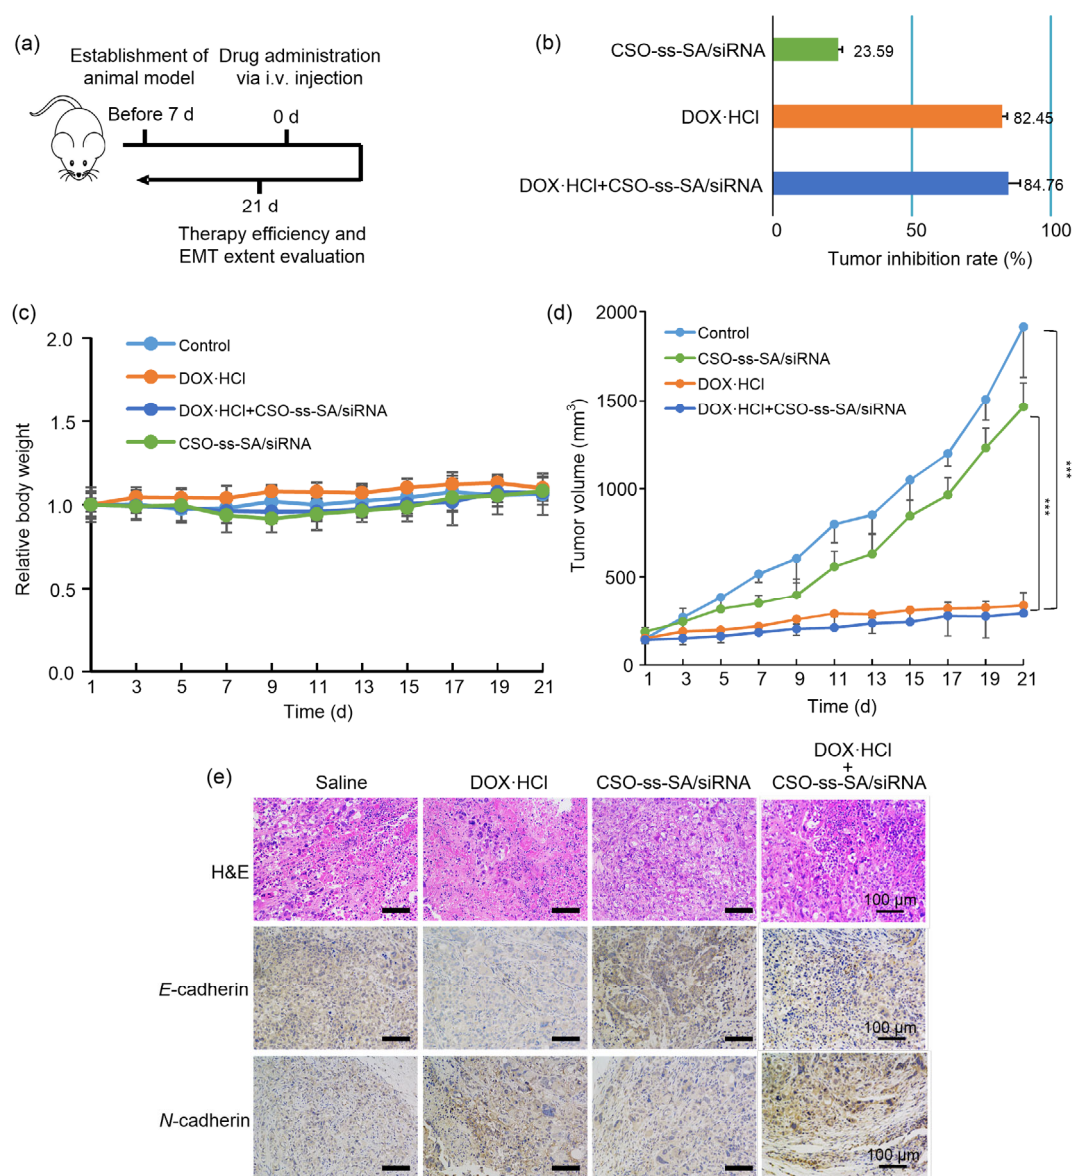 (a)
Establishment of
animal model
Drug administration
via i.v. injection
Before 7 d
0 d
21 d
Therapy efficiency and
EMT extent evaluation
(b)
CSO-ss-SA/siRNA
23.59
DOX·HCl
82.45
DOX·HCl+CSO-ss-SA/siRNA
84.76
0 50 100
Tumor inhibition rate (%)
(c)
2.0
1.5
1.0
0.5
0.0
Relative body weight
Control
DOX·HCl
DOX·HCl+CSO-ss-SA/siRNA
CSO-ss-SA/siRNA
1 3 5 7 9 11 13 15 17 19 21
Time (d)
(d)
2000
1500
1000
500
0
Tumor volume (mm³)
Control
CSO-ss-SA/siRNA
DOX·HCl
DOX·HCl+CSO-ss-SA/siRNA
***
***
1 3 5 7 9 11 13 15 17 19 21
Time (d)
(e)
Saline
DOX·HCl
CSO-ss-SA/siRNA
DOX·HCl
+
CSO-ss-SA/siRNA
H&E
100 μm
E-cadherin
100 μm
N-cadherin
100 μm